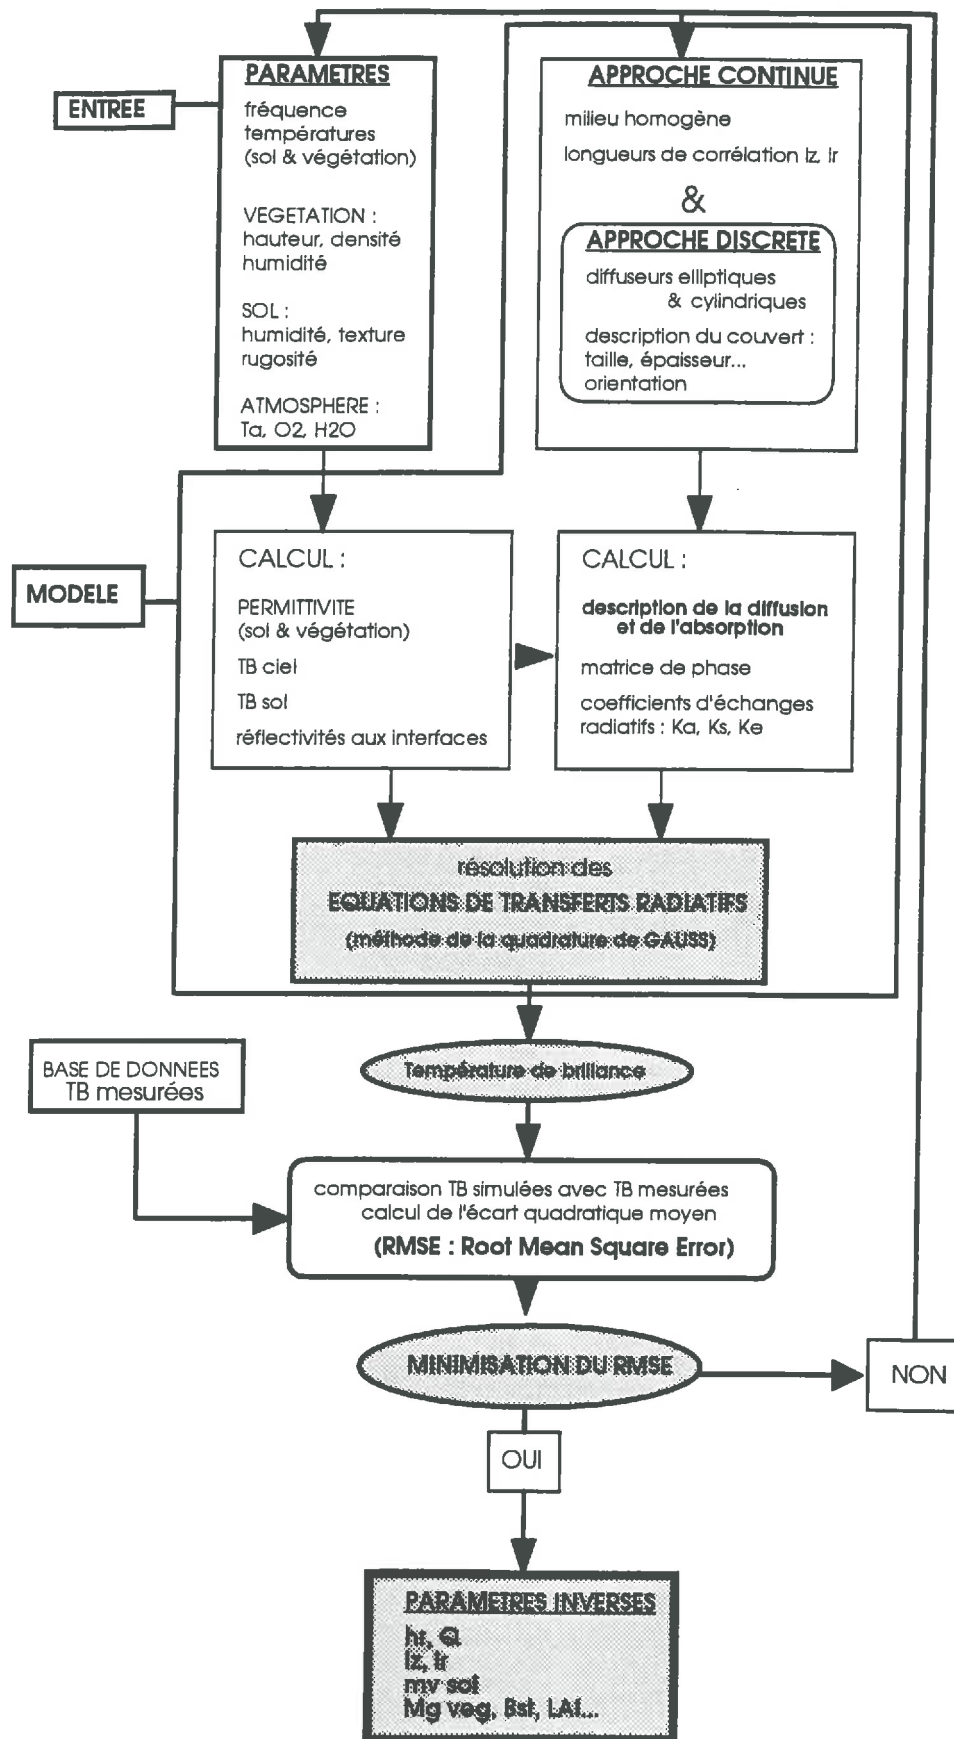 ENTREE
PARAMETRES
fréquence
températures
(sol & végétation)
VEGETATION :
hauteur, densité
humidité
SOL :
humidité, texture
rugosité
ATMOSPHERE :
Ta, O2, H2O
APPROCHE CONTINUE
milieu homogène
longueurs de corrélation lz, lr
&
APPROCHE DISCRETE
diffuseurs elliptiques
& cylindriques
description du couvert :
taille, épaisseur...
orientation
MODELE
CALCUL :
PERMITTIVITE
(sol & végétation)
TB ciel
TB sol
réflectivités aux interfaces
CALCUL :
description de la diffusion
et de l'absorption
matrice de phase
coefficients d'échanges
radiatifs : Ka, Ks, Ke
résolution des
EQUATIONS DE TRANSFERTS RADIATIFS
(méthode de la quadrature de GAUSS)
Température de brillance
BASE DE DONNEES
TB mesurées
comparaison TB simulées avec TB mesurées
calcul de l'écart quadratique moyen
(RMSE : Root Mean Square Error)
MINIMISATION DU RMSE
NON
OUI
PARAMETRES INVERSES
hr, Q
lz, lr
mv sol
Mg veg, Bst, LAI...